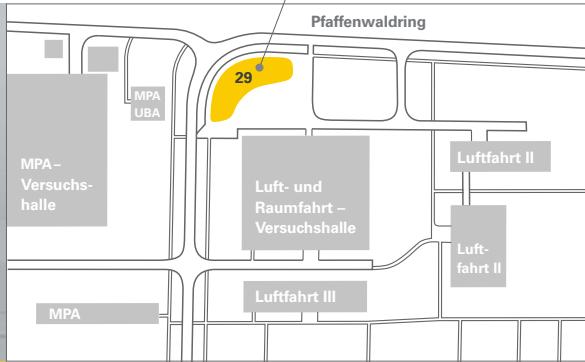 Pfaffenwaldring
29
MPA
UBA
MPA –
Versuchs-
halle
Luft- und
Raumfahrt –
Versuchshalle
Luftfahrt II
Luft-
fahrt II
Luftfahrt III
MPA